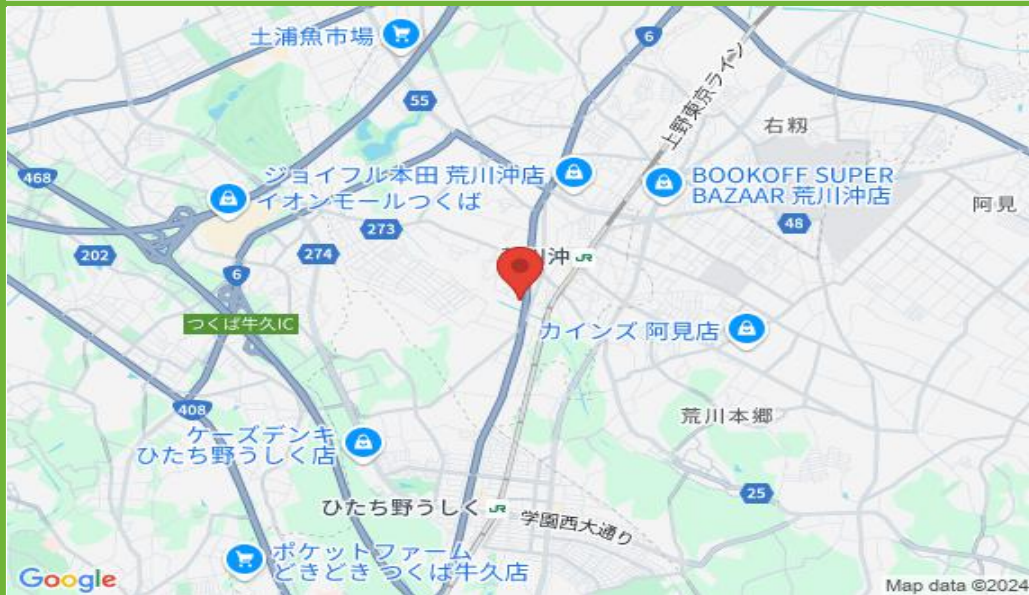 土浦魚市場
6
55
上野東京ライン
右籾
468
ジョイフル本田 荒川沖店
イオンモールつくば
BOOKOFF SUPER
BAZAAR 荒川沖店
阿見
48
273
202
274
川沖 JR
6
つくば牛久IC
カインズ 阿見店
408
荒川本郷
ケーズデンキ
ひたち野うしく店
25
ひたち野うしく JR
学園西大通り
ポケットファーム
どきどき つくば牛久店
Google
Map data ©2024